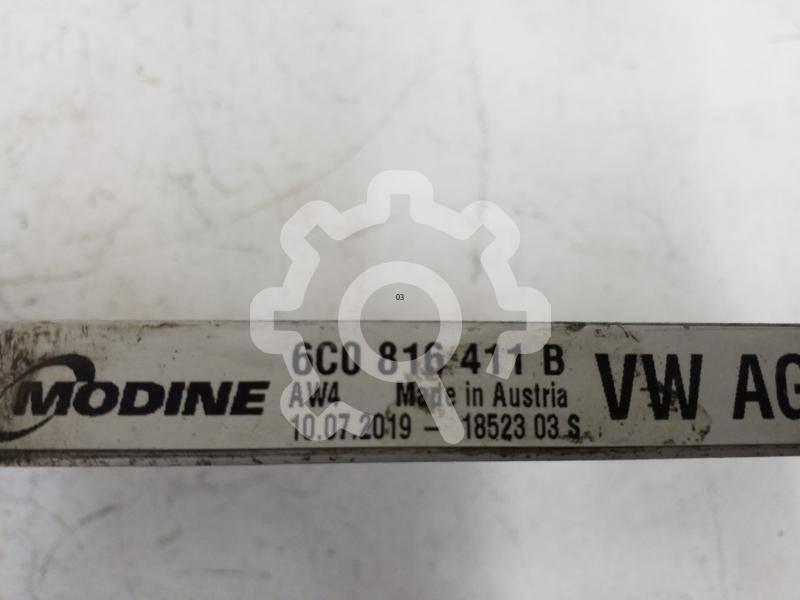 03
MODINE
6C0 816 411 B
AW4 Made in Austria
10.07.2019 - 18523 03 S
VW AG